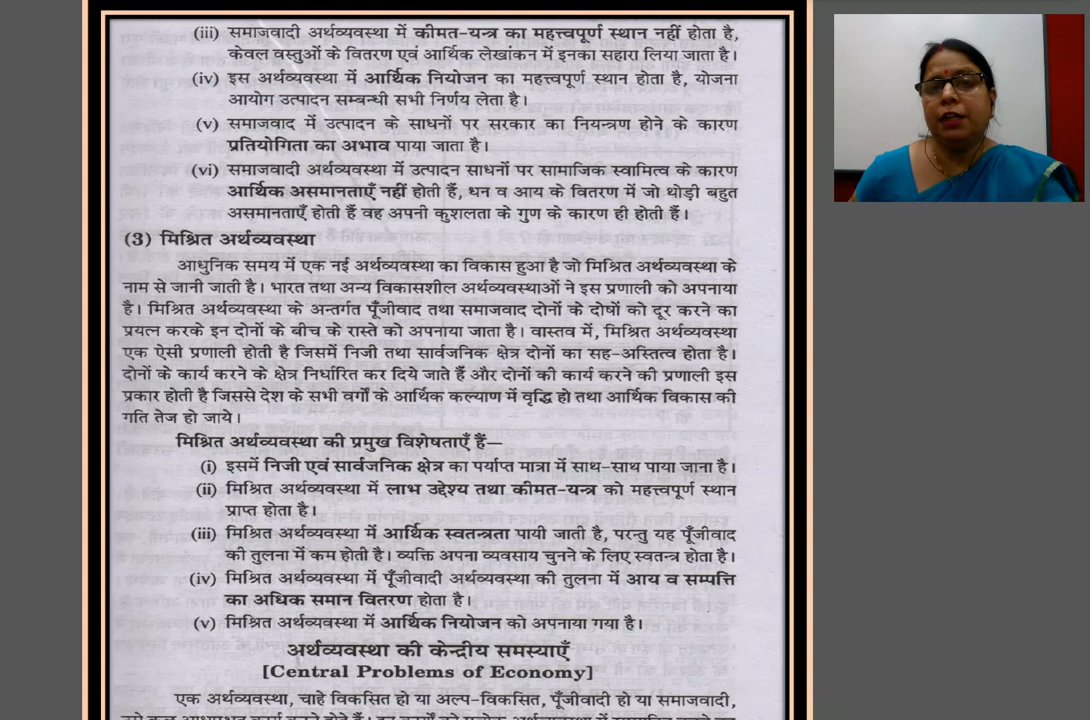 (iii) समाजवादी अर्थव्यवस्था में कीमत-यन्त्र का महत्त्वपूर्ण स्थान नहीं होता है,
केवल वस्तुओं के वितरण एवं आर्थिक लेखांकन में इनका सहारा लिया जाता है।
(iv) इस अर्थव्यवस्था में आर्थिक नियोजन का महत्त्वपूर्ण स्थान होता है, योजना
आयोग उत्पादन सम्बन्धी सभी निर्णय लेता है।
(v) समाजवाद में उत्पादन के साधनों पर सरकार का नियन्त्रण होने के कारण
प्रतियोगिता का अभाव पाया जाता है।
(vi) समाजवादी अर्थव्यवस्था में उत्पादन साधनों पर सामाजिक स्वामित्व के कारण
आर्थिक असमानताएँ नहीं होती हैं, धन व आय के वितरण में जो थोड़ी बहुत
असमानताएँ होती हैं वह अपनी कुशलता के गुण के कारण ही होती हैं।
(3) मिश्रित अर्थव्यवस्था
आधुनिक समय में एक नई अर्थव्यवस्था का विकास हुआ है जो मिश्रित अर्थव्यवस्था के
नाम से जानी जाती है। भारत तथा अन्य विकासशील अर्थव्यवस्थाओं ने इस प्रणाली को अपनाया
है। मिश्रित अर्थव्यवस्था के अन्तर्गत पूँजीवाद तथा समाजवाद दोनों के दोषों को दूर करने का
प्रयत्न करके इन दोनों के बीच के रास्ते को अपनाया जाता है। वास्तव में, मिश्रित अर्थव्यवस्था
एक ऐसी प्रणाली होती है जिसमें निजी तथा सार्वजनिक क्षेत्र दोनों का सह-अस्तित्व होता है।
दोनों के कार्य करने के क्षेत्र निर्धारित कर दिये जाते हैं और दोनों की कार्य करने की प्रणाली इस
प्रकार होती है जिससे देश के सभी वर्गों के आर्थिक कल्याण में वृद्धि हो तथा आर्थिक विकास की
गति तेज हो जाये।
मिश्रित अर्थव्यवस्था की प्रमुख विशेषताएँ हैं—
(i) इसमें निजी एवं सार्वजनिक क्षेत्र का पर्याप्त मात्रा में साथ-साथ पाया जाना है।
(ii) मिश्रित अर्थव्यवस्था में लाभ उद्देश्य तथा कीमत-यन्त्र को महत्त्वपूर्ण स्थान
प्राप्त होता है।
(iii) मिश्रित अर्थव्यवस्था में आर्थिक स्वतन्त्रता पायी जाती है, परन्तु यह पूँजीवाद
की तुलना में कम होती है। व्यक्ति अपना व्यवसाय चुनने के लिए स्वतन्त्र होता है।
(iv) मिश्रित अर्थव्यवस्था में पूँजीवादी अर्थव्यवस्था की तुलना में आय व सम्पत्ति
का अधिक समान वितरण होता है।
(v) मिश्रित अर्थव्यवस्था में आर्थिक नियोजन को अपनाया गया है।
अर्थव्यवस्था की केन्द्रीय समस्याएँ
[Central Problems of Economy]
एक अर्थव्यवस्था, चाहे विकसित हो या अल्प-विकसित, पूँजीवादी हो या समाजवादी,